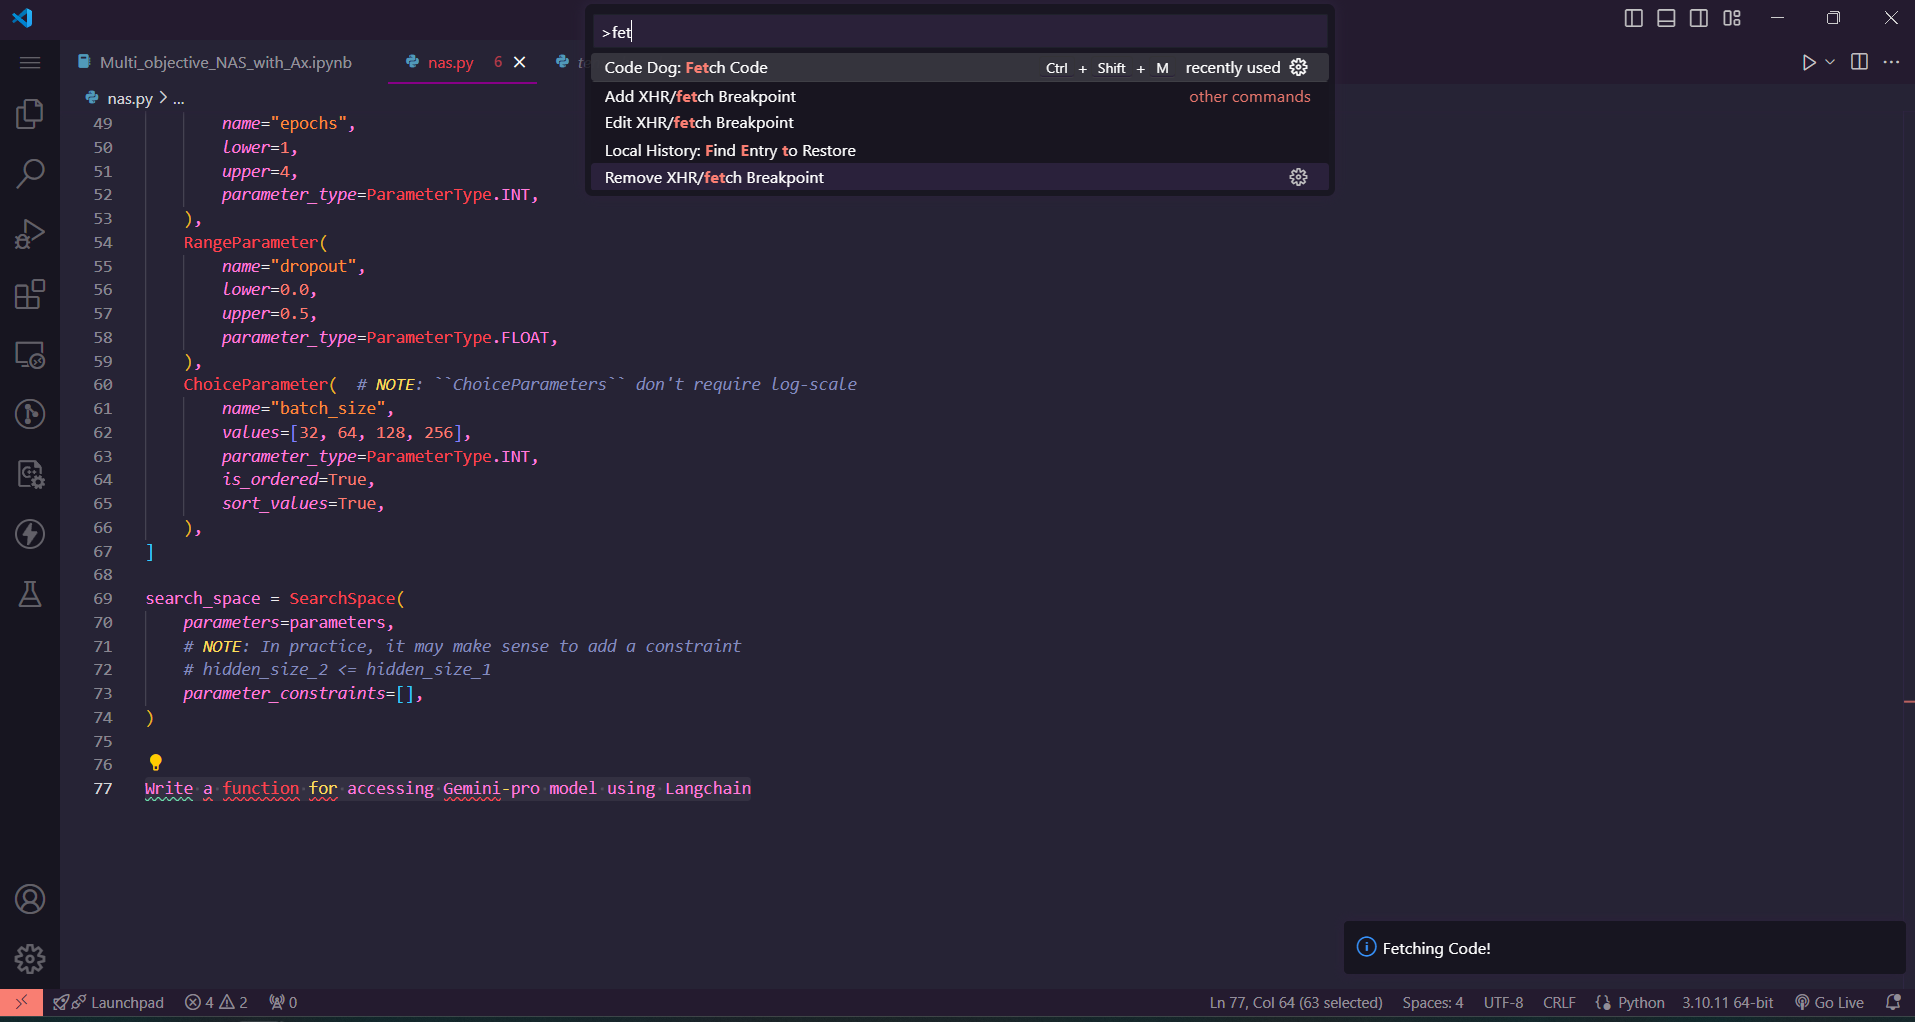 >fet
Code Dog: Fetch Code Ctrl + Shift + M recently used
Add XHR/fetch Breakpoint other commands
Edit XHR/fetch Breakpoint
Local History: Find Entry to Restore
Remove XHR/fetch Breakpoint
Multi_objective_NAS_with_Ax.ipynb nas.py 6
nas.py > ...
49 name="epochs",
50 lower=1,
51 upper=4,
52 parameter_type=ParameterType.INT,
53 ),
54 RangeParameter(
55 name="dropout",
56 lower=0.0,
57 upper=0.5,
58 parameter_type=ParameterType.FLOAT,
59 ),
60 ChoiceParameter( # NOTE: ``ChoiceParameters`` don't require log-scale
61 name="batch_size",
62 values=[32, 64, 128, 256],
63 parameter_type=ParameterType.INT,
64 is_ordered=True,
65 sort_values=True,
66 ),
67 ]
68
69 search_space = SearchSpace(
70 parameters=parameters,
71 # NOTE: In practice, it may make sense to add a constraint
72 # hidden_size_2 <= hidden_size_1
73 parameter_constraints=[],
74 )
75
76
77 Write a function for accessing Gemini-pro model using Langchain
Fetching Code!
Launchpad 4 2 0 Ln 77, Col 64 (63 selected) Spaces: 4 UTF-8 CRLF Python 3.10.11 64-bit Go Live